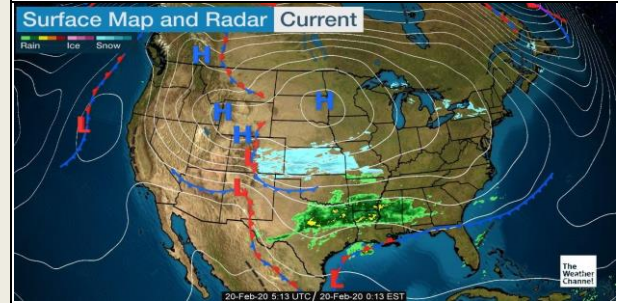 Surface Map and Radar Current
Rain Ice Snow
H
H
H
H
L
L
L
L
The
Weather
Channel
20-Feb-20 5:13 UTC / 20-Feb-20 0:13 EST